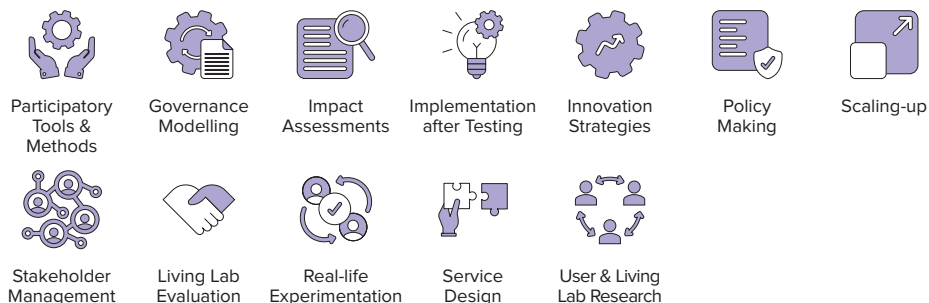 Participatory
Tools &
Methods
Governance
Modelling
Impact
Assessments
Implementation
after Testing
Innovation
Strategies
Policy
Making
Scaling-up
Stakeholder
Management
Living Lab
Evaluation
Real-life
Experimentation
Service
Design
User & Living
Lab Research